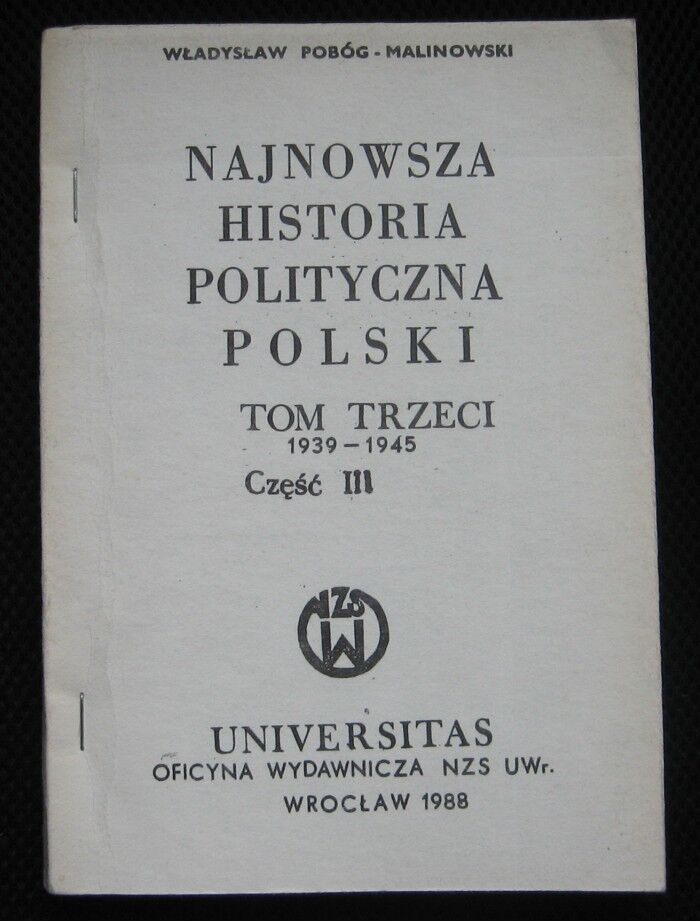 WŁADYSŁAW POBÓG - MALINOWSKI
NAJNOWSZA
HISTORIA
POLITYCZNA
POLSKI
TOM TRZECI
1939 – 1945
Część III
NZS
W
UNIVERSITAS
OFICYNA WYDAWNICZA NZS UWr.
WROCŁAW 1988